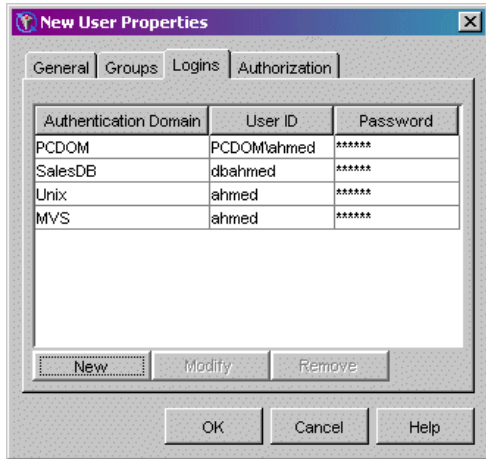 New User Properties
General Groups Logins Authorization
Authentication Domain User ID Password
PCDOM PCDOM\ahmed ******
SalesDB dbahmed ******
Unix ahmed ******
MVS ahmed ******
New Modify Remove
OK Cancel Help